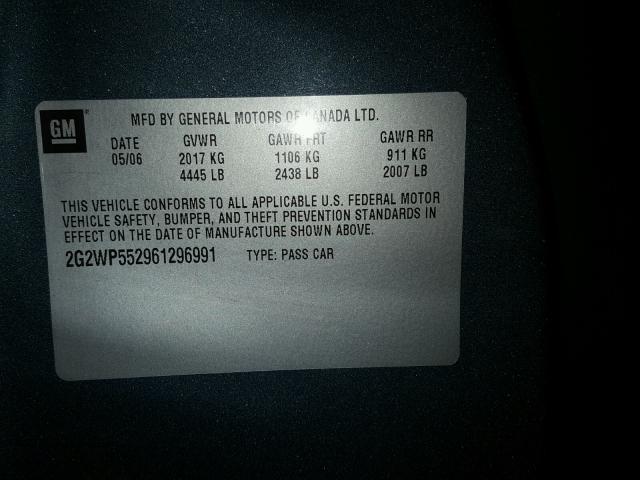 GM®
MFD BY GENERAL MOTORS OF CANADA LTD.
DATE GVWR GAWR FRT GAWR RR
05/06 2017 KG 1106 KG 911 KG
4445 LB 2438 LB 2007 LB
THIS VEHICLE CONFORMS TO ALL APPLICABLE U.S. FEDERAL MOTOR
VEHICLE SAFETY, BUMPER, AND THEFT PREVENTION STANDARDS IN
EFFECT ON THE DATE OF MANUFACTURE SHOWN ABOVE.
2G2WP552961296991 TYPE: PASS CAR